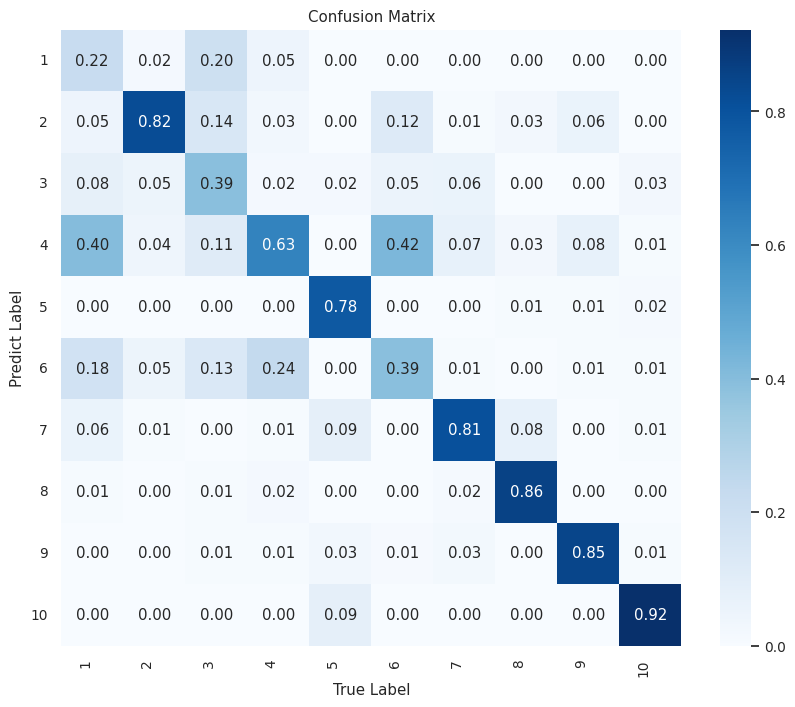 Confusion Matrix
1 0.22 0.02 0.20 0.05 0.00 0.00 0.00 0.00 0.00 0.00
2 0.05 0.82 0.14 0.03 0.00 0.12 0.01 0.03 0.06 0.00
3 0.08 0.05 0.39 0.02 0.02 0.05 0.06 0.00 0.00 0.03
4 0.40 0.04 0.11 0.63 0.00 0.42 0.07 0.03 0.08 0.01
5 0.00 0.00 0.00 0.00 0.78 0.00 0.00 0.01 0.01 0.02
6 0.18 0.05 0.13 0.24 0.00 0.39 0.01 0.00 0.01 0.01
7 0.06 0.01 0.00 0.01 0.09 0.00 0.81 0.08 0.00 0.01
8 0.01 0.00 0.01 0.02 0.00 0.00 0.02 0.86 0.00 0.00
9 0.00 0.00 0.01 0.01 0.03 0.01 0.03 0.00 0.85 0.01
10 0.00 0.00 0.00 0.00 0.09 0.00 0.00 0.00 0.00 0.92
1 2 3 4 5 6 7 8 9 10
True Label
Predict Label
0.8
0.6
0.4
0.2
0.0